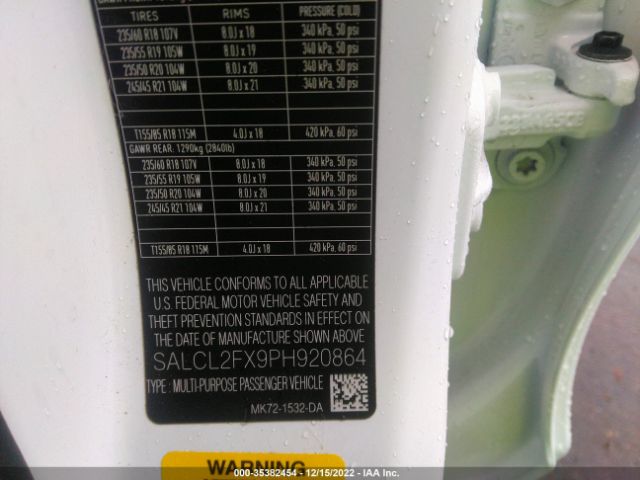 TIRES RIMS PRESSURE (COLD)
235/60 R18 107V 8.0J x 18 340 kPa, 50 psi
235/55 R19 105W 8.0J x 19 340 kPa, 50 psi
235/50 R20 104W 8.0J x 20 340 kPa, 50 psi
245/45 R21 104W 8.0J x 21 340 kPa, 50 psi
T155/85 R18 115M 4.0J x 18 420 kPa, 60 psi
GAWR REAR: 1290kg (2840lb)
235/60 R18 107V 8.0J x 18 340 kPa, 50 psi
235/55 R19 105W 8.0J x 19 340 kPa, 50 psi
235/50 R20 104W 8.0J x 20 340 kPa, 50 psi
245/45 R21 104W 8.0J x 21 340 kPa, 50 psi
T155/85 R18 115M 4.0J x 18 420 kPa, 60 psi
THIS VEHICLE CONFORMS TO ALL APPLICABLE
U.S. FEDERAL MOTOR VEHICLE SAFETY AND
THEFT PREVENTION STANDARDS IN EFFECT ON
THE DATE OF MANUFACTURE SHOWN ABOVE
SALCL2FX9PH920864
TYPE : MULTI-PURPOSE PASSENGER VEHICLE
MK72-1532-DA
WARNING
000-35382454 - 12/15/2022 - IAA Inc.